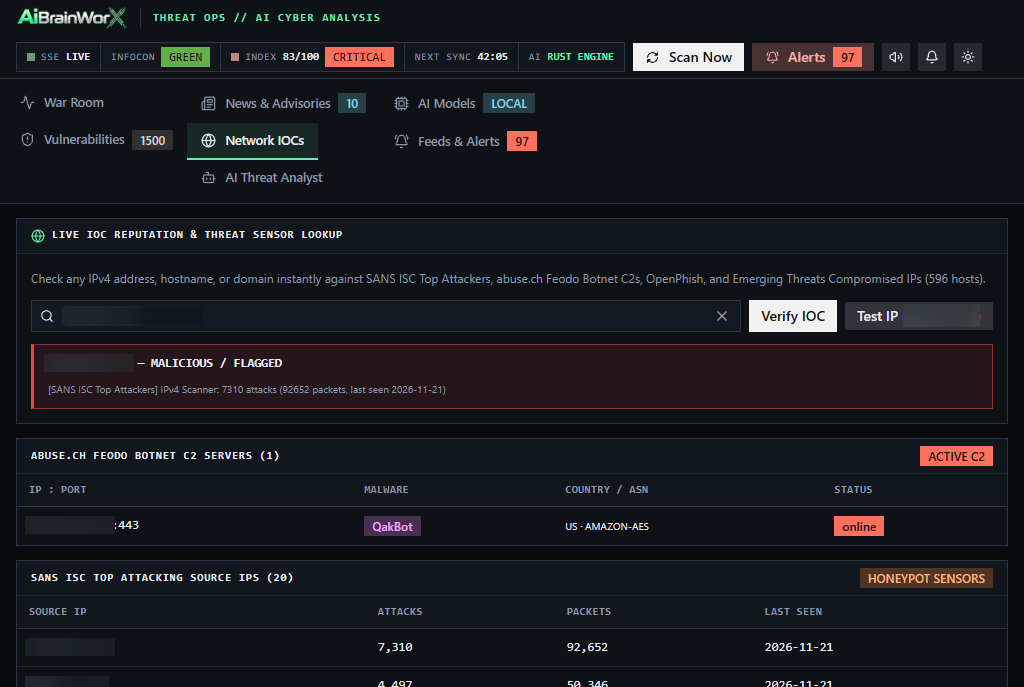 AiBrainWorX THREAT OPS // AI CYBER ANALYSIS
SSE LIVE INFOCON GREEN INDEX 83/100 CRITICAL NEXT SYNC 42:05 AI RUST ENGINE Scan Now Alerts 97
War Room News & Advisories 10 AI Models LOCAL
Vulnerabilities 1500 Network IOCs Feeds & Alerts 97
AI Threat Analyst
LIVE IOC REPUTATION & THREAT SENSOR LOOKUP
Check any IPv4 address, hostname, or domain instantly against SANS ISC Top Attackers, abuse.ch Feodo Botnet C2s, OpenPhish, and Emerging Threats Compromised IPs (596 hosts).
Verify IOC Test IP
— MALICIOUS / FLAGGED
[SANS ISC Top Attackers] IPv4 Scanner: 7310 attacks (92652 packets, last seen 2026-11-21)
ABUSE.CH FEODO BOTNET C2 SERVERS (1) ACTIVE C2
IP : PORT MALWARE COUNTRY / ASN STATUS
:443 QakBot US · AMAZON-AES online
SANS ISC TOP ATTACKING SOURCE IPS (20) HONEYPOT SENSORS
SOURCE IP ATTACKS PACKETS LAST SEEN
7,310 92,652 2026-11-21
4,497 50,346 2026-11-21